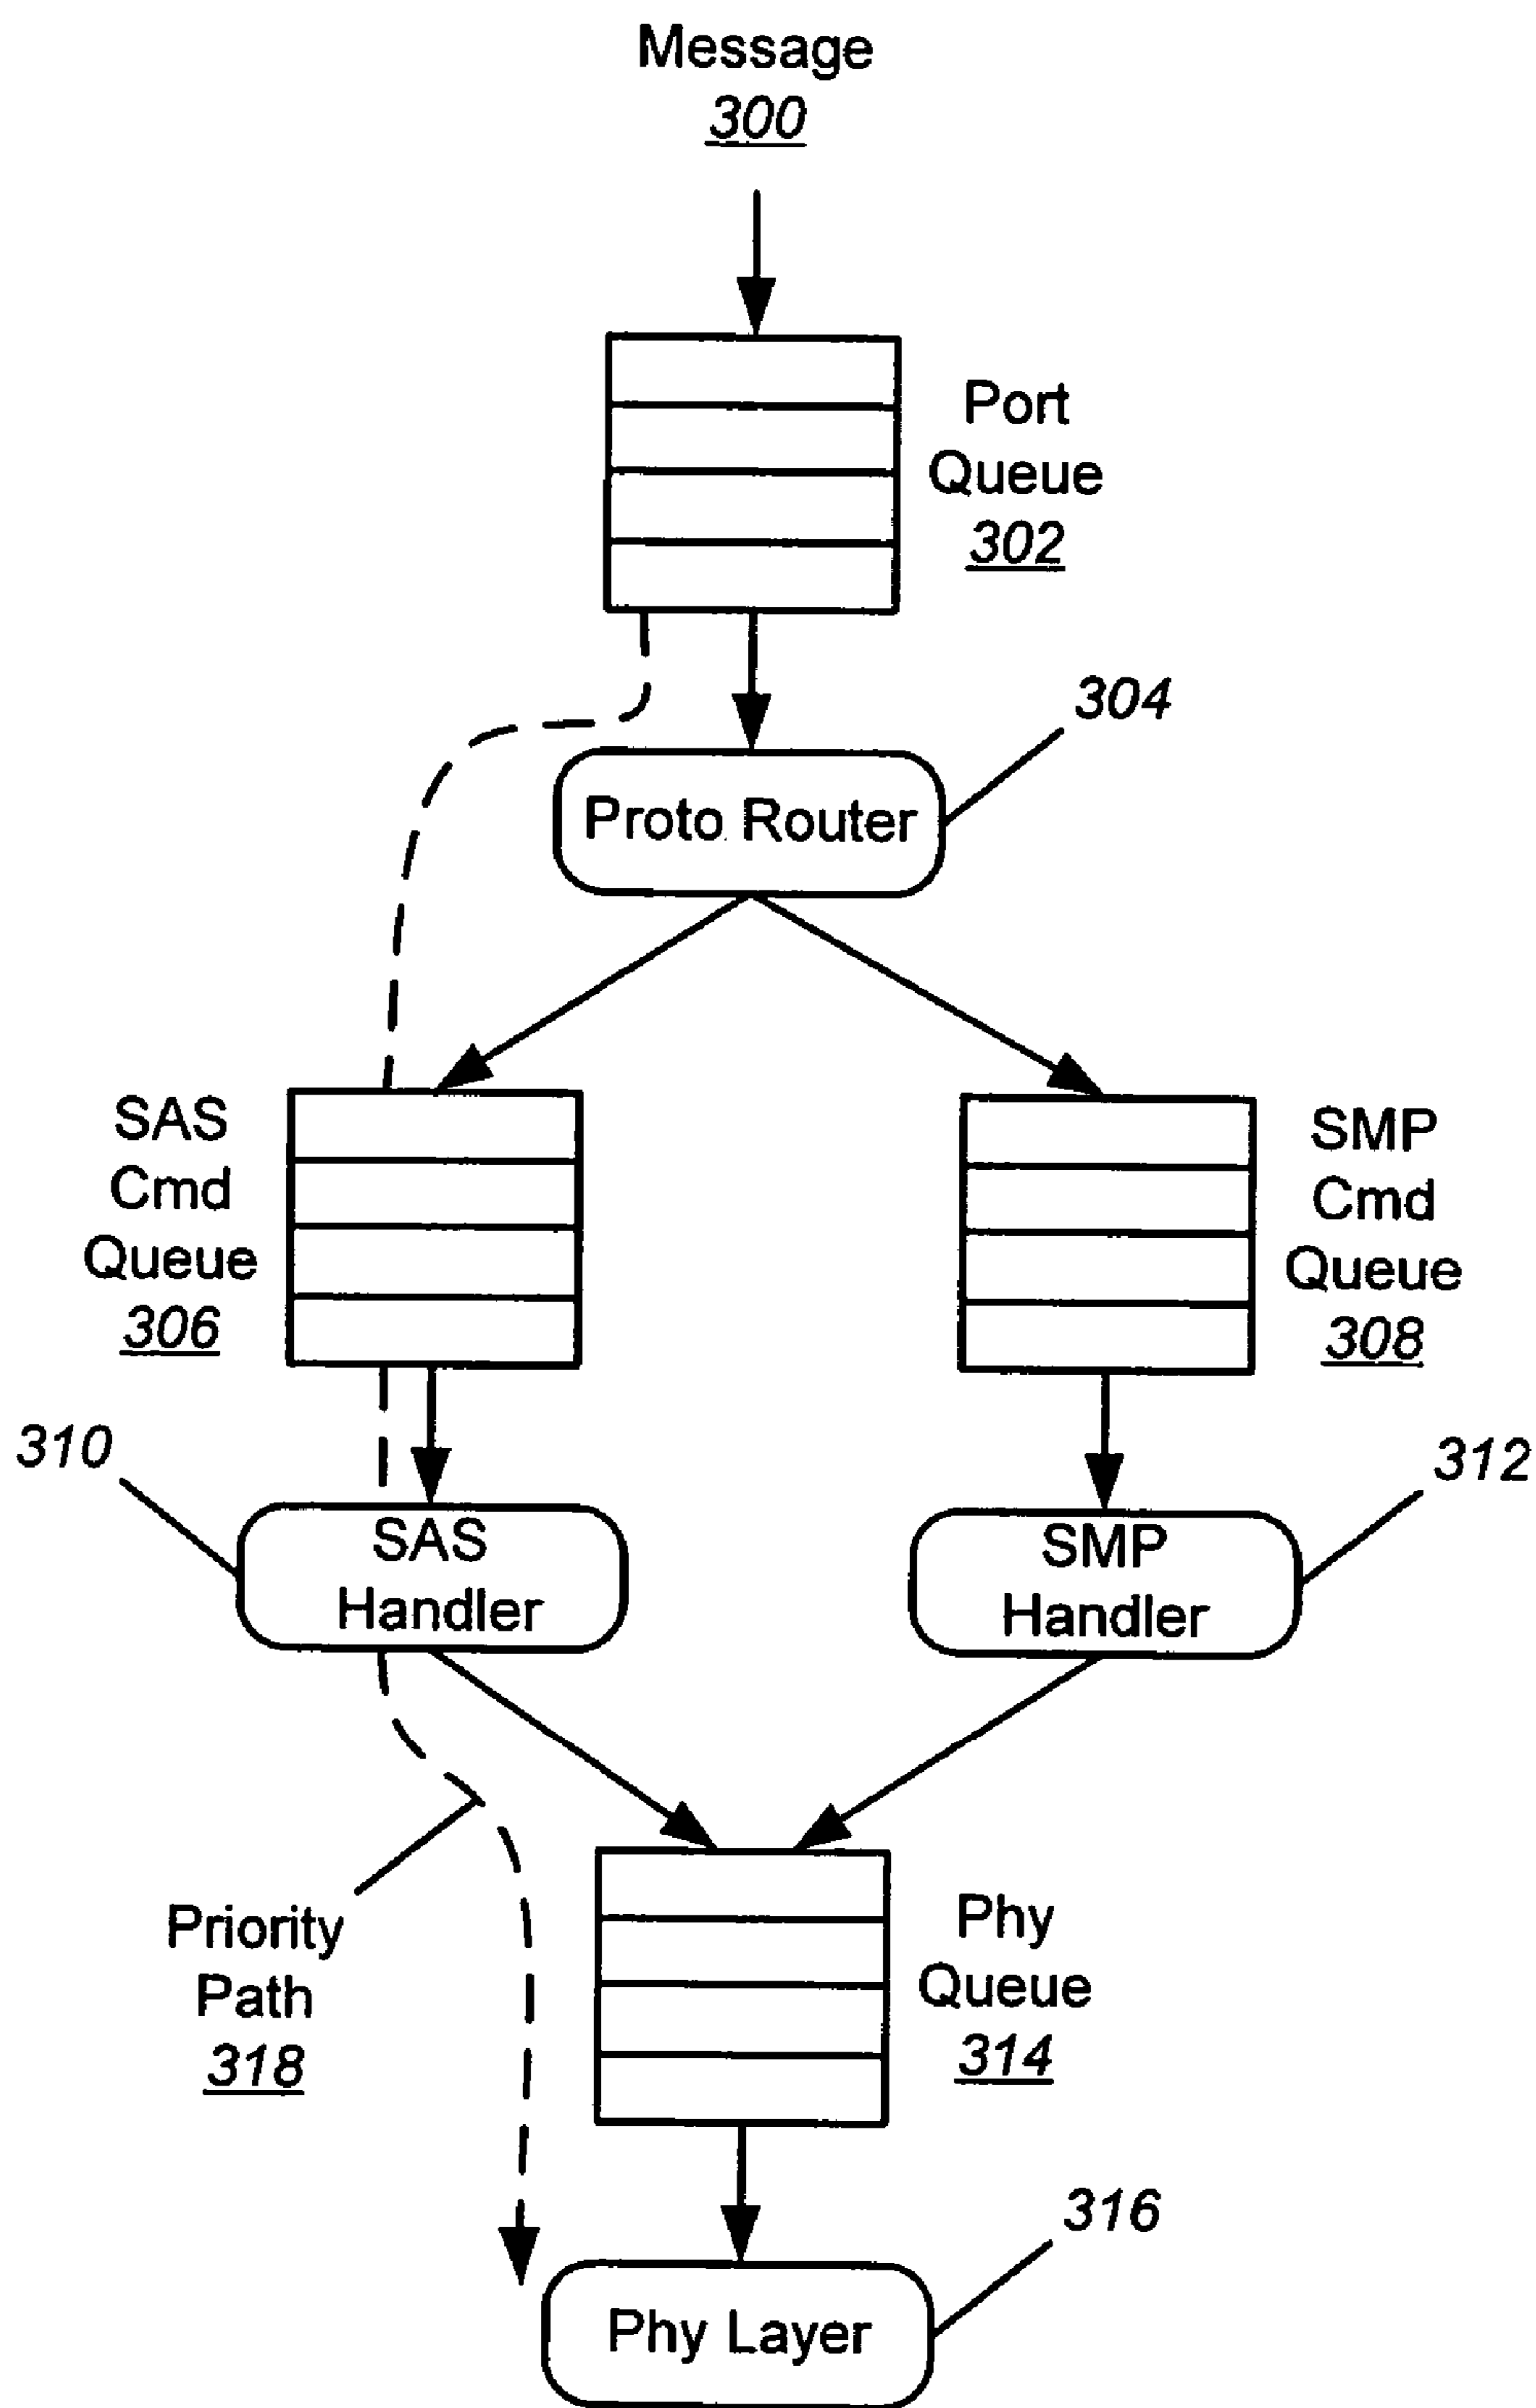 Message
300
Port
Queue
302
304
Proto Router
SAS
Cmd
Queue
306
SMP
Cmd
Queue
308
310
SAS
Handler
312
SMP
Handler
Priority
Path
318
Phy
Queue
314
316
Phy Layer